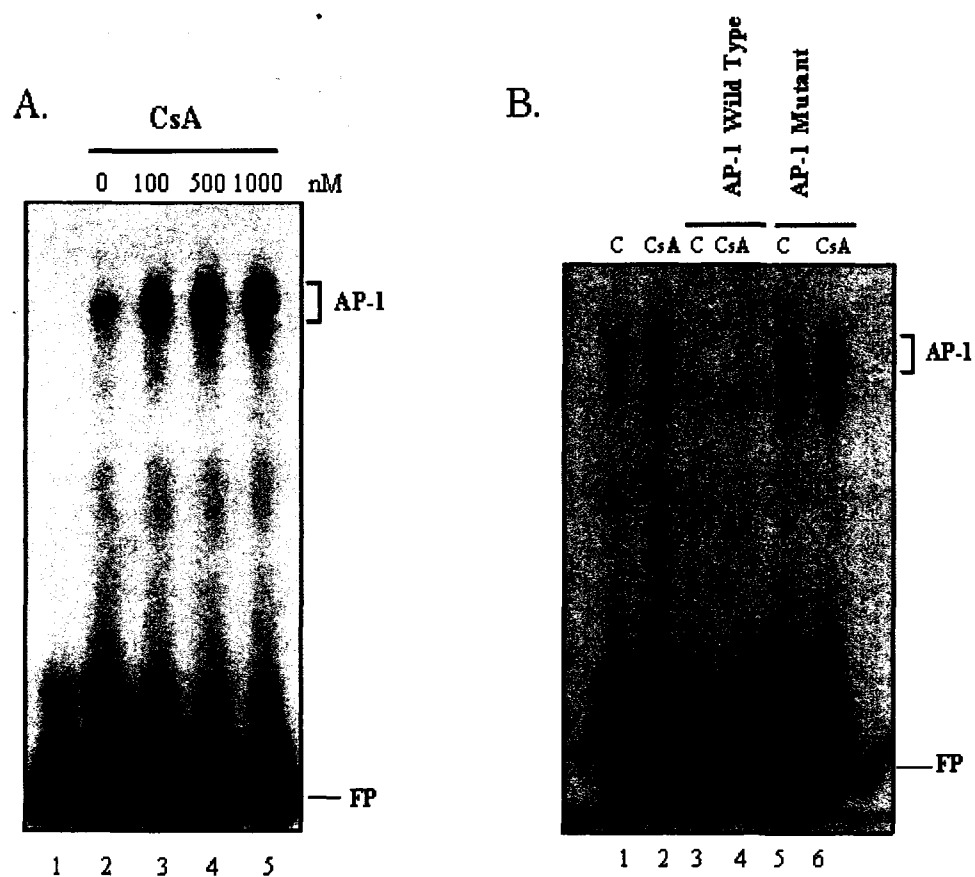 A.
CsA
0 100 500 1000 nM
AP-1
FP
1 2 3 4 5
B.
AP-1 Wild Type
AP-1 Mutant
C CsA C CsA C CsA
AP-1
FP
1 2 3 4 5 6